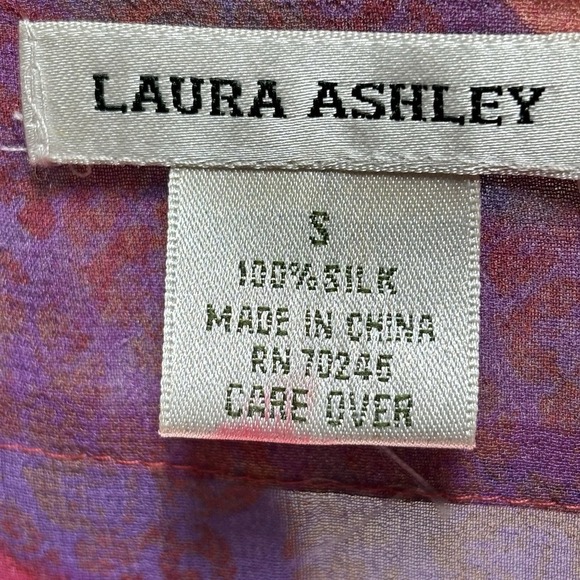 LAURA ASHLEY
S
100% SILK
MADE IN CHINA
RN 70245
CARE OVER